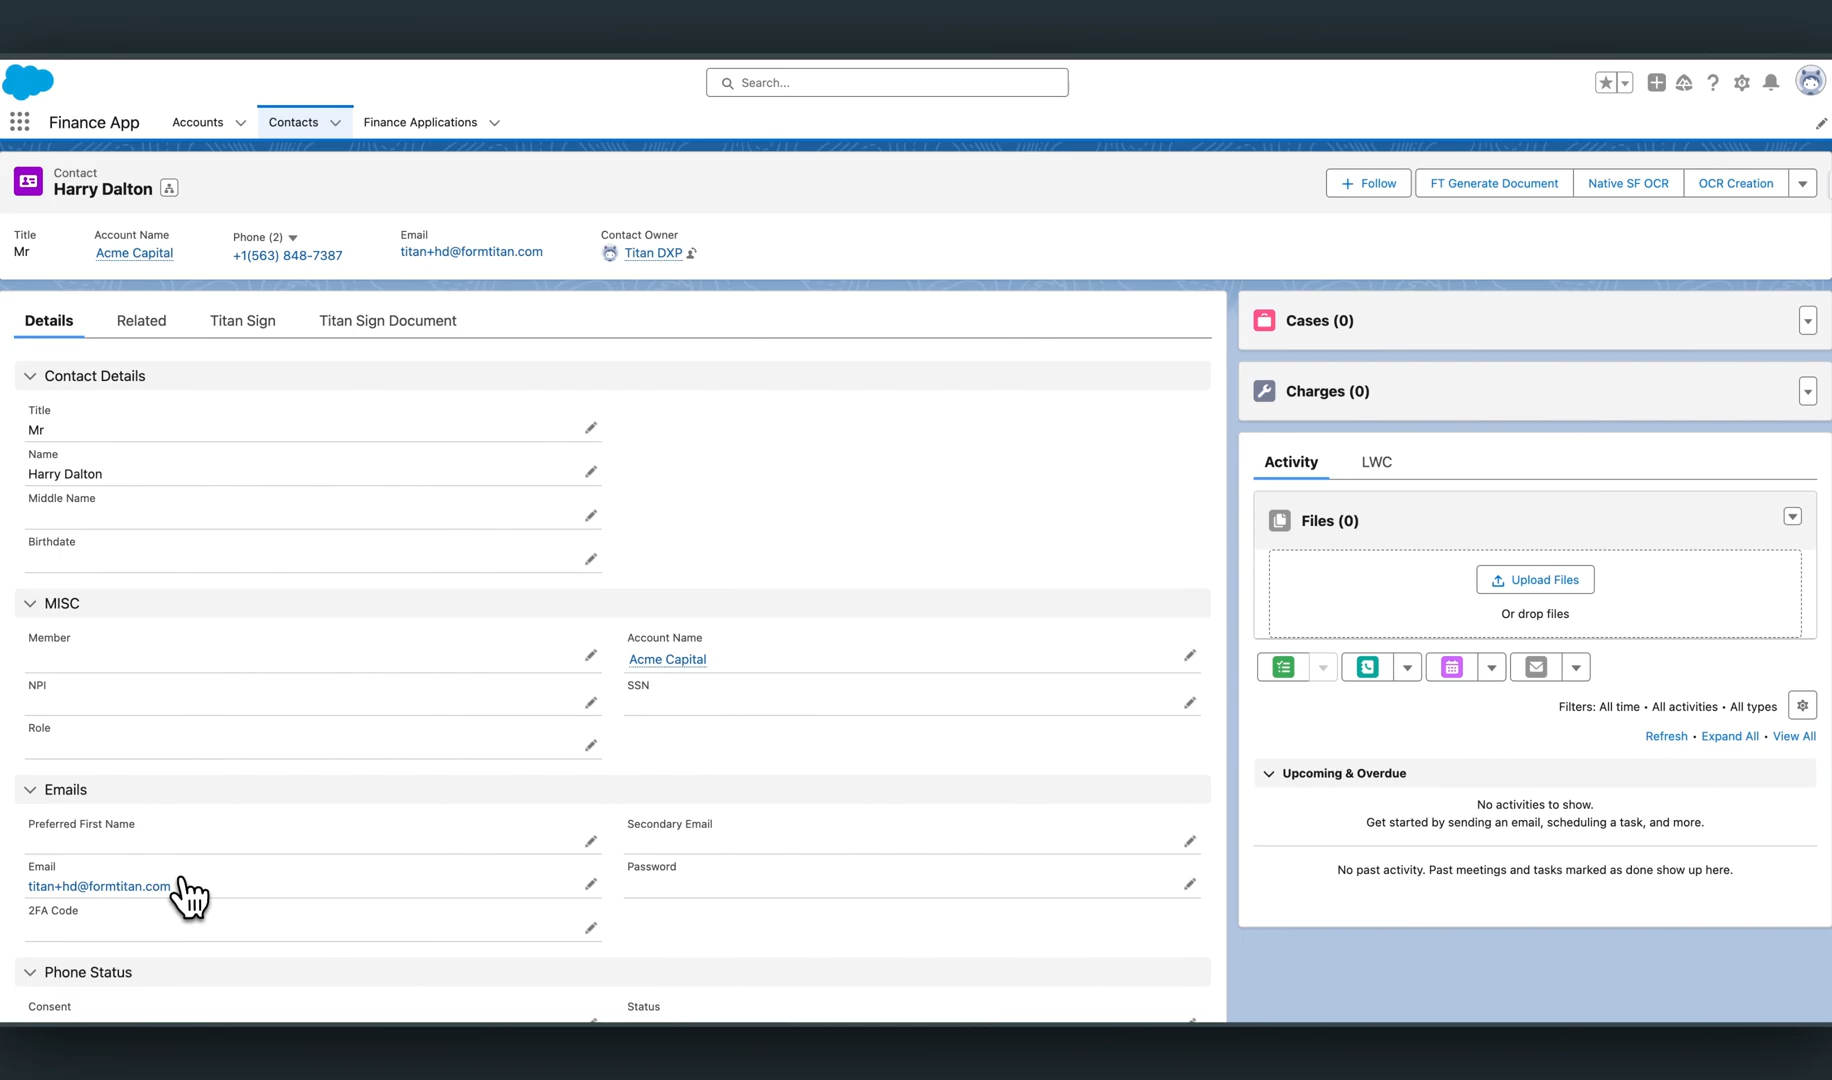 Search...
Finance App
Accounts
Contacts
Finance Applications
Contact
Harry Dalton
Follow
FT Generate Document
Native SF OCR
OCR Creation
Title
Account Name
Phone (2)
Email
Contact Owner
Mr
Acme Capital
+1(563) 848-7387
titan+hd@formtitan.com
Titan DXP
Details
Related
Titan Sign
Titan Sign Document
Contact Details
Title
Mr
Name
Harry Dalton
Middle Name
Birthdate
MISC
Member
Account Name
Acme Capital
NPI
SSN
Role
Emails
Preferred First Name
Secondary Email
Email
Password
titan+hd@formtitan.com
2FA Code
Phone Status
Consent
Status
Cases (0)
Charges (0)
Activity
LWC
Files (0)
Upload Files
Or drop files
Filters: All time • All activities • All types
Refresh • Expand All • View All
Upcoming & Overdue
No activities to show.
Get started by sending an email, scheduling a task, and more.
No past activity. Past meetings and tasks marked as done show up here.